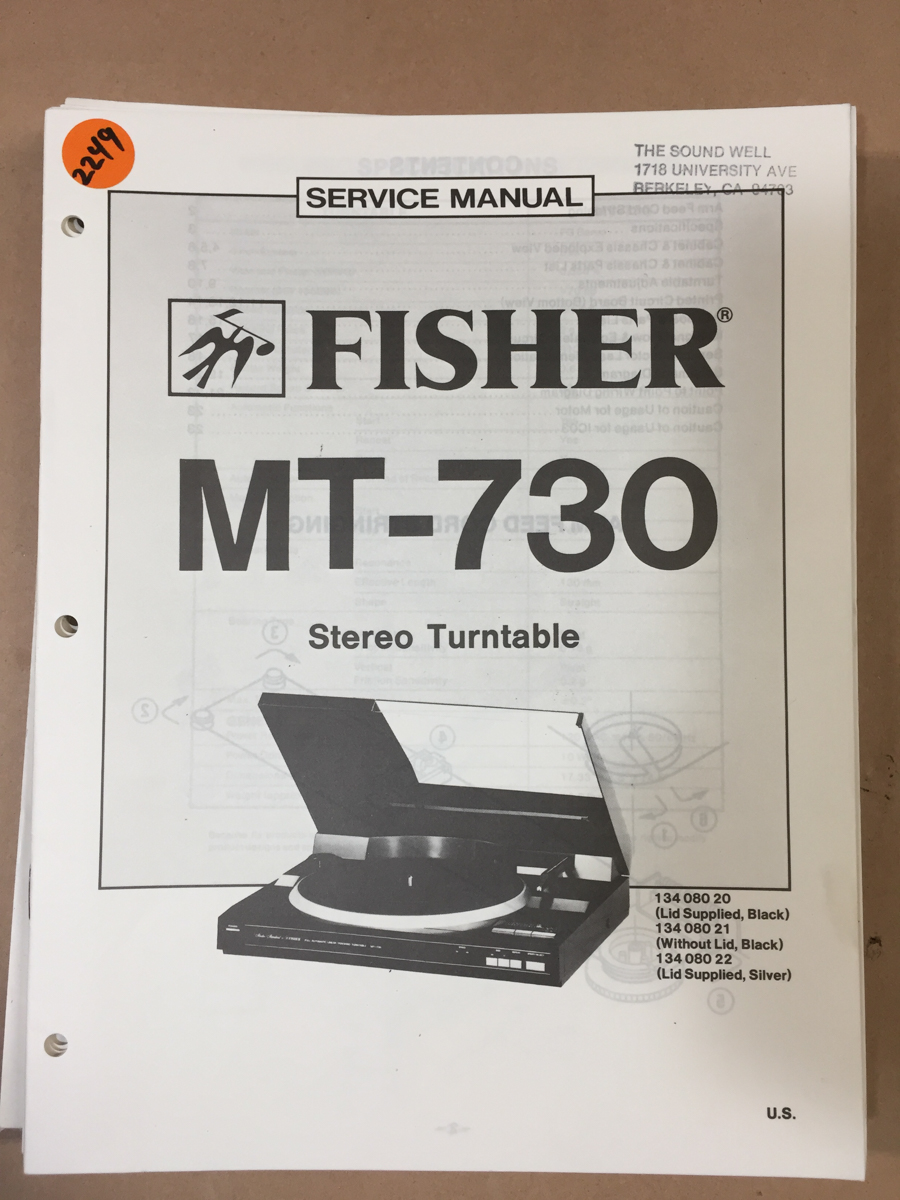 2249
THE SOUND WELL
1718 UNIVERSITY AVE
BERKELEY, CA 94703
SERVICE MANUAL
FISHER®
MT-730
Stereo Turntable
134 080 20
(Lid Supplied, Black)
134 080 21
(Without Lid, Black)
134 080 22
(Lid Supplied, Silver)
U.S.